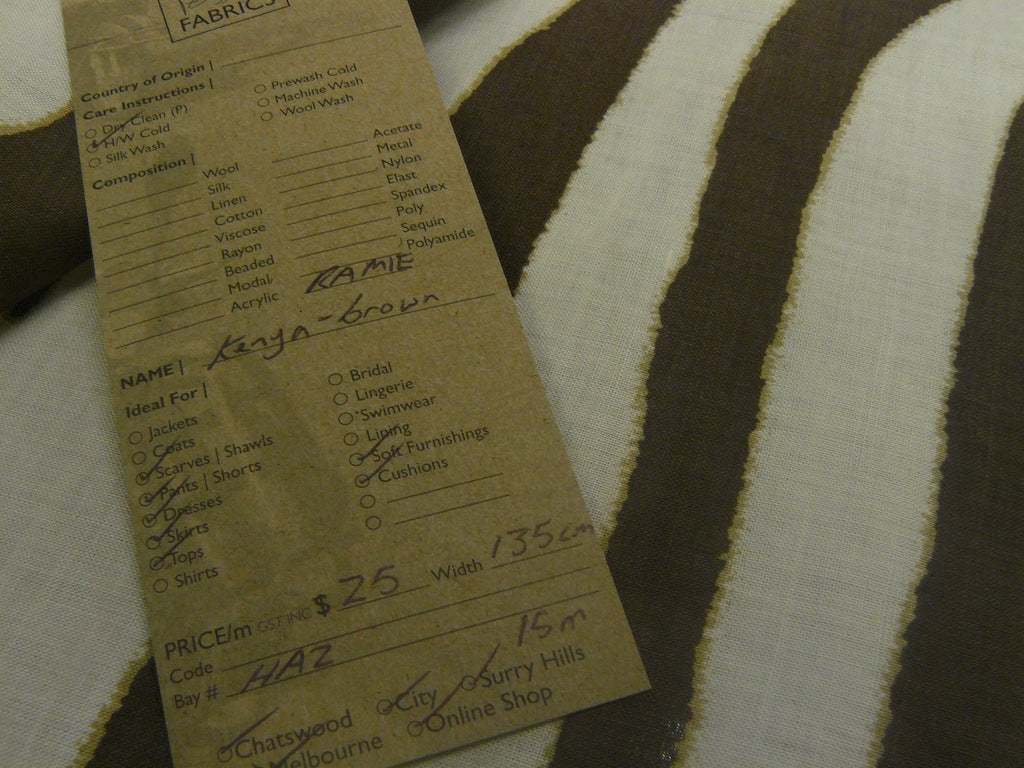 FABRICS
Country of Origin |
Care Instructions |
Dry Clean (P)
H/W Cold
Silk Wash
Prewash Cold
Machine Wash
Wool Wash
Composition |
Wool
Silk
Linen
Cotton
Viscose
Rayon
Beaded
Modal
Acrylic
Acetate
Metal
Nylon
Elast
Spandex
Poly
Sequin
Polyamide
RAMIE
NAME | Kenya-brown
Ideal For |
Jackets
Coats
Scarves | Shawls
Pants | Shorts
Dresses
Skirts
Tops
Shirts
Bridal
Lingerie
Swimwear
Lining
Soft Furnishings
Cushions
PRICE/m GST INC $ 25 Width 135cm
Code
Bay # HAZ 15m
Chatswood City Surry Hills
Melbourne Online Shop